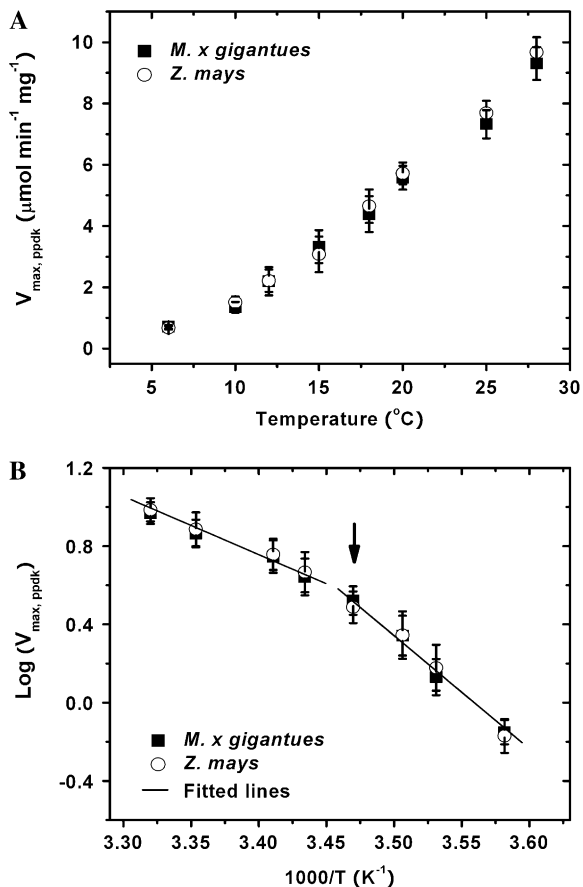 A
M. x gigantues
Z. mays
V max, ppdk (μmol min⁻¹ mg⁻¹)
10
8
6
4
2
0
5 10 15 20 25 30
Temperature (°C)
B
1.2
0.8
0.4
0.0
-0.4
Log (V max, ppdk)
M. x gigantues
Z. mays
Fitted lines
3.30 3.35 3.40 3.45 3.50 3.55 3.60
1000/T (K⁻¹)